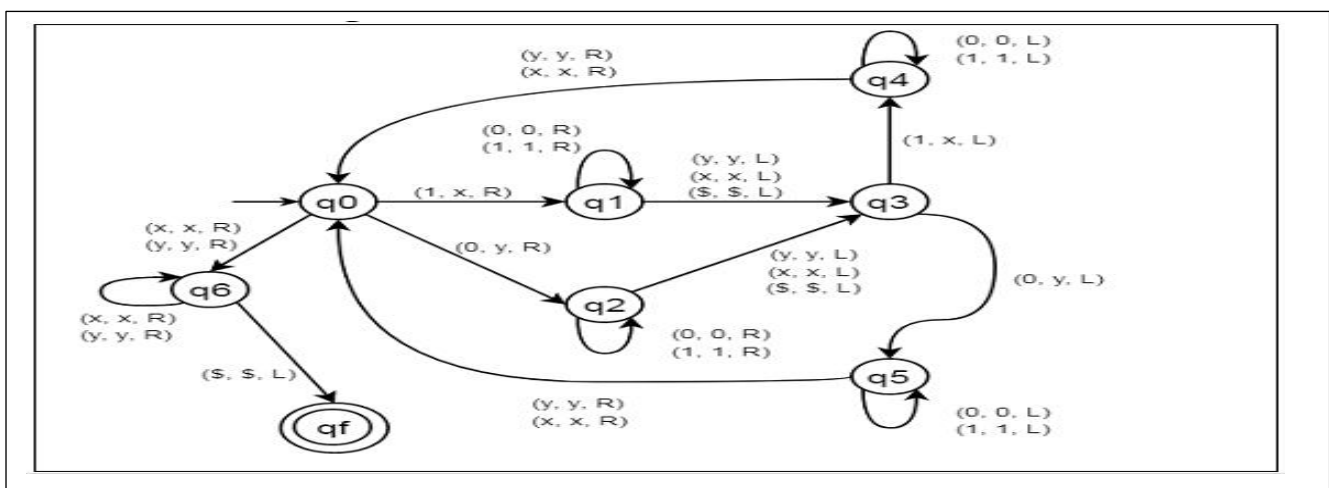 (y, y, R)
(x, x, R)
(0, 0, L)
(1, 1, L)
q4
(0, 0, R)
(1, 1, R)
(1, x, L)
(y, y, L)
(x, x, L)
($, $, L)
q0
(1, x, R)
q1
q3
(x, x, R)
(y, y, R)
(0, y, R)
(y, y, L)
(x, x, L)
($, $, L)
(0, y, L)
q6
q2
(x, x, R)
(y, y, R)
(0, 0, R)
(1, 1, R)
($, $, L)
q5
(y, y, R)
(x, x, R)
(0, 0, L)
(1, 1, L)
qf